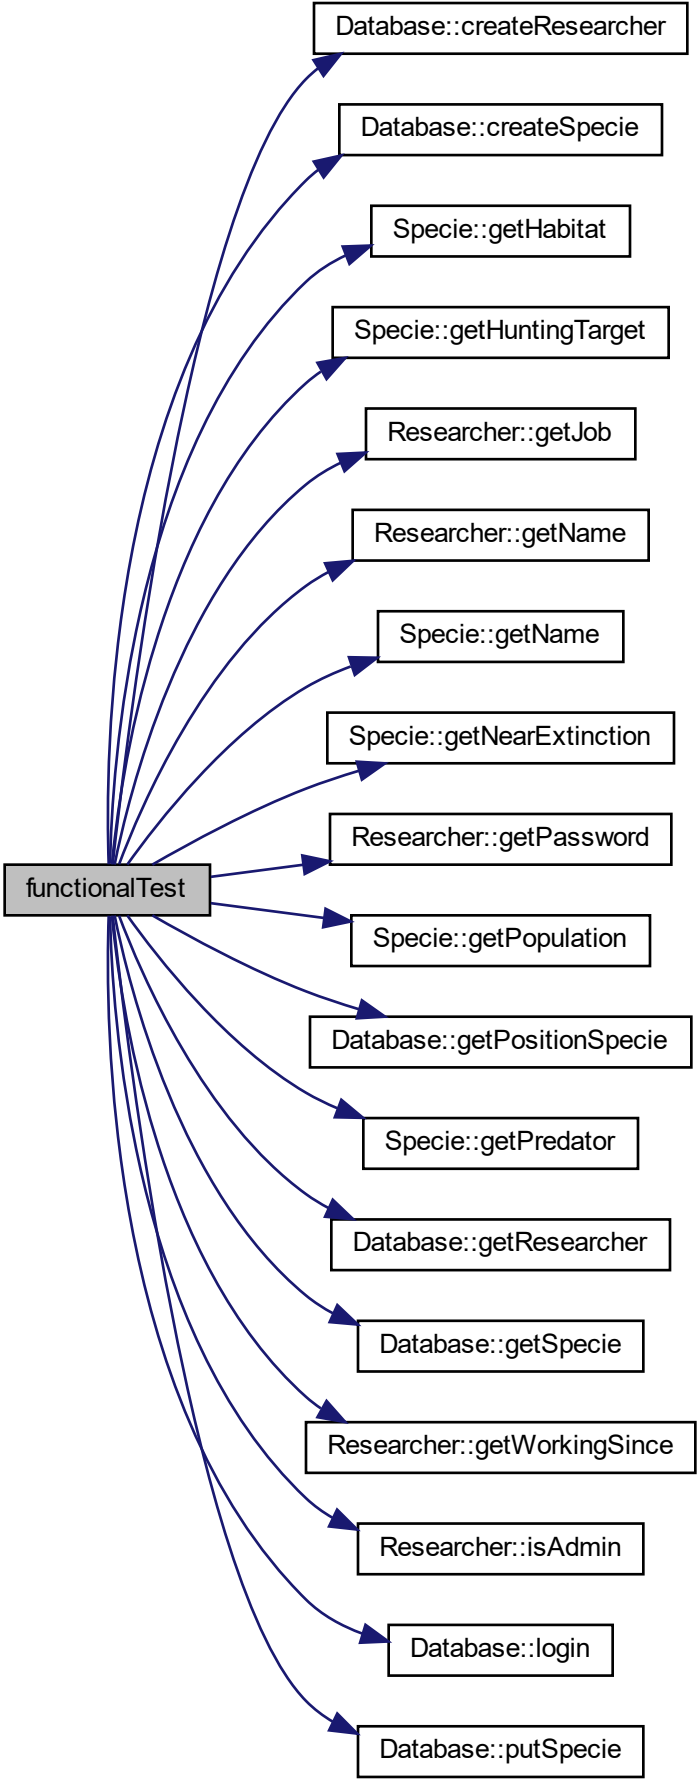 Database::createResearcher
Database::createSpecie
Specie::getHabitat
Specie::getHuntingTarget
Researcher::getJob
Researcher::getName
Specie::getName
Specie::getNearExtinction
Researcher::getPassword
functionalTest
Specie::getPopulation
Database::getPositionSpecie
Specie::getPredator
Database::getResearcher
Database::getSpecie
Researcher::getWorkingSince
Researcher::isAdmin
Database::login
Database::putSpecie